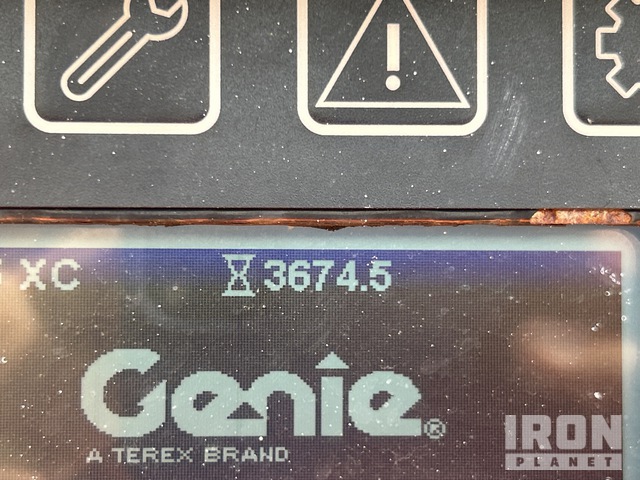 XC 3674.5
Genie®
A TEREX BRAND
IRON
PLANET